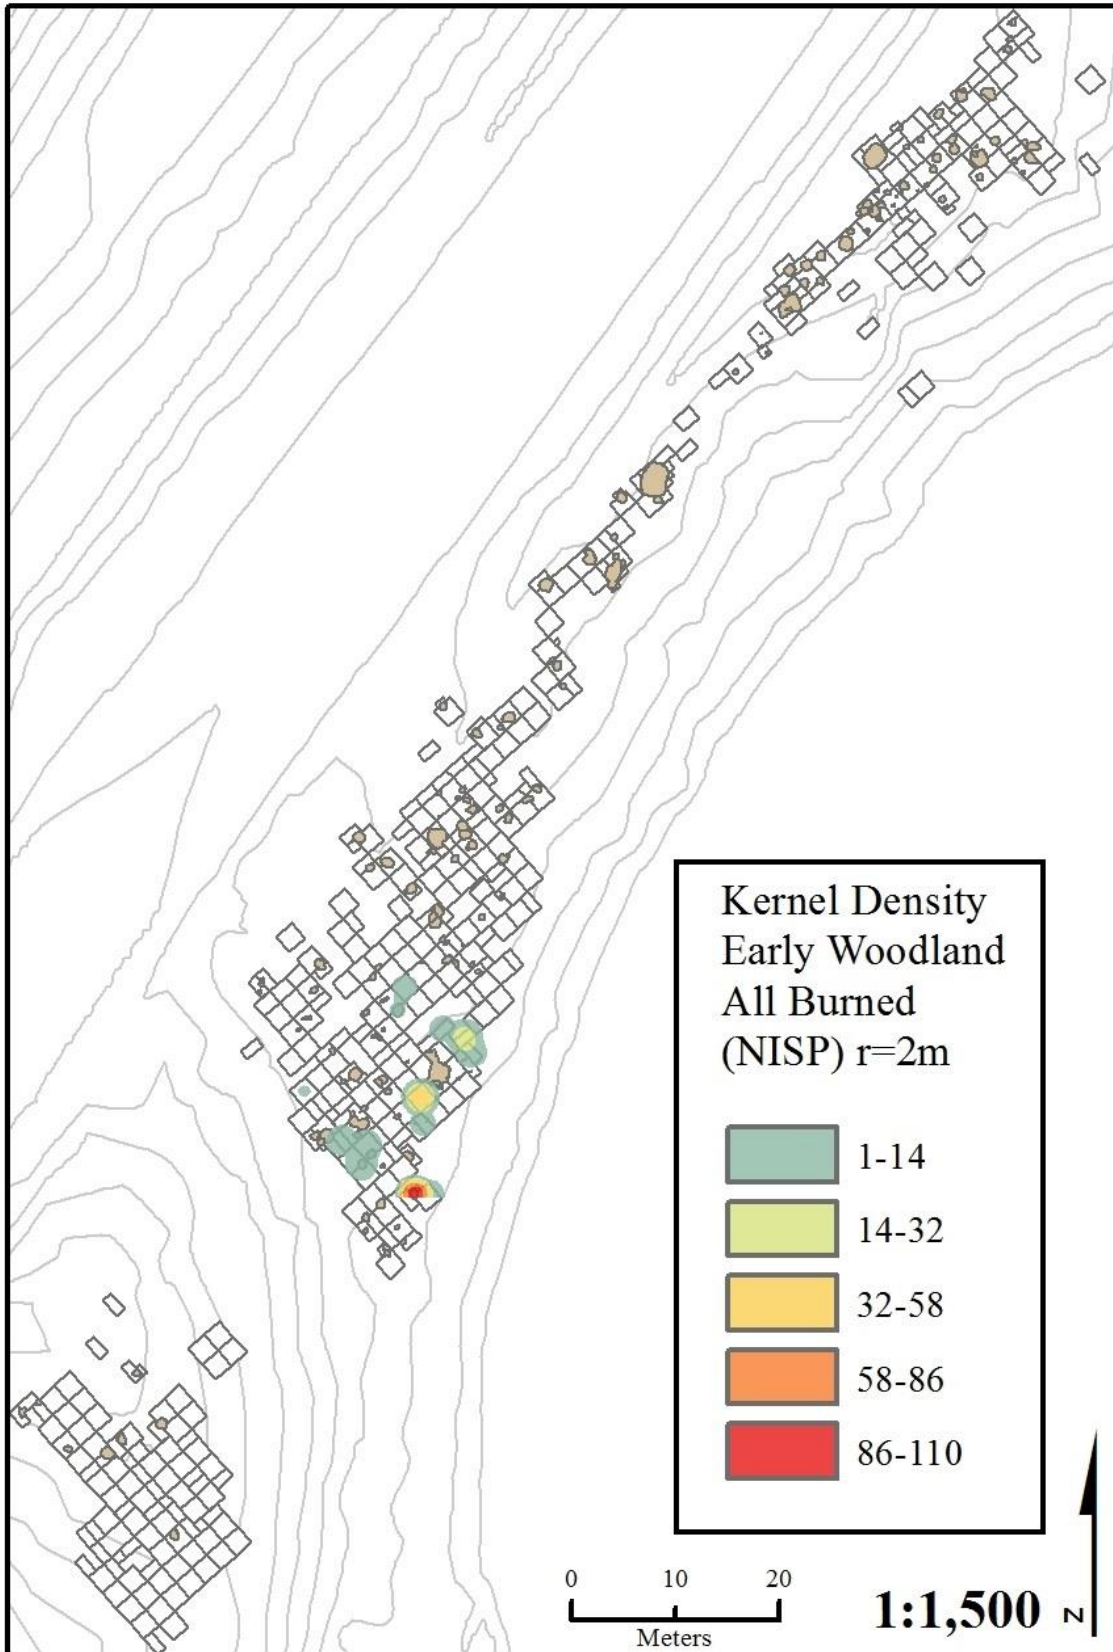 Kernel Density
Early Woodland
All Burned
(NISP) r=2m
1-14
14-32
32-58
58-86
86-110
0 10 20
Meters
1:1,500
N